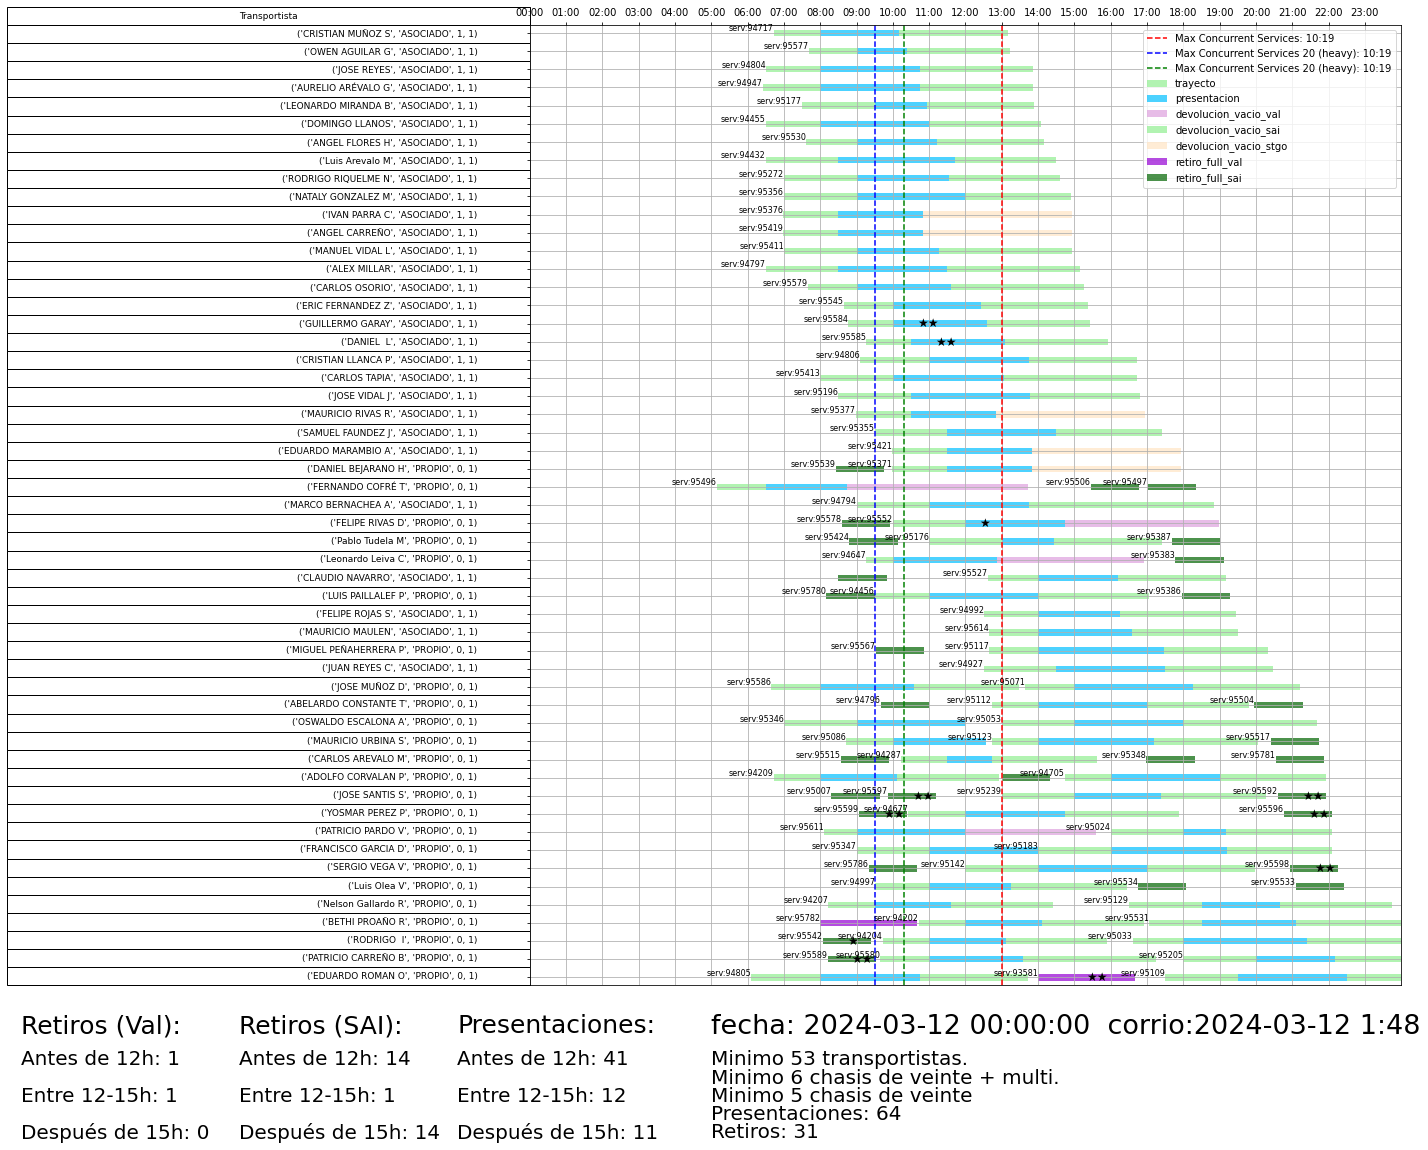 Transportista
00:00 01:00 02:00 03:00 04:00 05:00 06:00 07:00 08:00 09:00 10:00 11:00 12:00 13:00 14:00 15:00 16:00 17:00 18:00 19:00 20:00 21:00 22:00 23:00
Max Concurrent Services: 10:19
Max Concurrent Services 20 (heavy): 10:19
Max Concurrent Services 20 (heavy): 10:19
trayecto
presentacion
devolucion_vacio_val
devolucion_vacio_sai
devolucion_vacio_stgo
retiro_full_val
retiro_full_sai
('CRISTIAN MUÑOZ S', 'ASOCIADO', 1, 1) serv:94717
('OWEN AGUILAR G', 'ASOCIADO', 1, 1) serv:95577
('JOSE REYES', 'ASOCIADO', 1, 1) serv:94804
('AURELIO ARÉVALO G', 'ASOCIADO', 1, 1) serv:94947
('LEONARDO MIRANDA B', 'ASOCIADO', 1, 1) serv:95177
('DOMINGO LLANOS', 'ASOCIADO', 1, 1) serv:94455
('ANGEL FLORES H', 'ASOCIADO', 1, 1) serv:95530
('Luis Arevalo M', 'ASOCIADO', 1, 1) serv:94432
('RODRIGO RIQUELME N', 'ASOCIADO', 1, 1) serv:95272
('NATALY GONZALEZ M', 'ASOCIADO', 1, 1) serv:95356
('IVAN PARRA C', 'ASOCIADO', 1, 1) serv:95376
('ANGEL CARREÑO', 'ASOCIADO', 1, 1) serv:95419
('MANUEL VIDAL L', 'ASOCIADO', 1, 1) serv:95411
('ALEX MILLAR', 'ASOCIADO', 1, 1) serv:94797
('CARLOS OSORIO', 'ASOCIADO', 1, 1) serv:95579
('ERIC FERNANDEZ Z', 'ASOCIADO', 1, 1) serv:95545
('GUILLERMO GARAY', 'ASOCIADO', 1, 1) serv:95584
('DANIEL  L', 'ASOCIADO', 1, 1) serv:95585
('CRISTIAN LLANCA P', 'ASOCIADO', 1, 1) serv:94806
('CARLOS TAPIA', 'ASOCIADO', 1, 1) serv:95413
('JOSE VIDAL J', 'ASOCIADO', 1, 1) serv:95196
('MAURICIO RIVAS R', 'ASOCIADO', 1, 1) serv:95377
('SAMUEL FAUNDEZ J', 'ASOCIADO', 1, 1) serv:95355
('EDUARDO MARAMBIO A', 'ASOCIADO', 1, 1) serv:95421
('DANIEL BEJARANO H', 'PROPIO', 0, 1) serv:95539 serv:95371
('FERNANDO COFRÉ T', 'PROPIO', 0, 1) serv:95496 serv:95506 serv:95497
('MARCO BERNACHEA A', 'ASOCIADO', 1, 1) serv:94794
('FELIPE RIVAS D', 'PROPIO', 0, 1) serv:95578 serv:95552
('Pablo Tudela M', 'PROPIO', 0, 1) serv:95424 serv:95176 serv:95387
('Leonardo Leiva C', 'PROPIO', 0, 1) serv:94647 serv:95383
('CLAUDIO NAVARRO', 'ASOCIADO', 1, 1) serv:95527
('LUIS PAILLALEF P', 'PROPIO', 0, 1) serv:95780 serv:94456 serv:95386
('FELIPE ROJAS S', 'ASOCIADO', 1, 1) serv:94992
('MAURICIO MAULEN', 'ASOCIADO', 1, 1) serv:95614
('MIGUEL PEÑAHERRERA P', 'PROPIO', 0, 1) serv:95567 serv:95117
('JUAN REYES C', 'ASOCIADO', 1, 1) serv:94927
('JOSE MUÑOZ D', 'PROPIO', 0, 1) serv:95586 serv:95071
('ABELARDO CONSTANTE T', 'PROPIO', 0, 1) serv:94796 serv:95112 serv:95504
('OSWALDO ESCALONA A', 'PROPIO', 0, 1) serv:95346 serv:95053
('MAURICIO URBINA S', 'PROPIO', 0, 1) serv:95086 serv:95123 serv:95517
('CARLOS AREVALO M', 'PROPIO', 0, 1) serv:95515 serv:94287 serv:95348 serv:95781
('ADOLFO CORVALAN P', 'PROPIO', 0, 1) serv:94209 serv:94705
('JOSE SANTIS S', 'PROPIO', 0, 1) serv:95007 serv:95597 serv:95239 serv:95592
('YOSMAR PEREZ P', 'PROPIO', 0, 1) serv:95599 serv:94677 serv:95596
('PATRICIO PARDO V', 'PROPIO', 0, 1) serv:95611 serv:95024
('FRANCISCO GARCIA D', 'PROPIO', 0, 1) serv:95347 serv:95183
('SERGIO VEGA V', 'PROPIO', 0, 1) serv:95786 serv:95142 serv:95598
('Luis Olea V', 'PROPIO', 0, 1) serv:94997 serv:95534 serv:95533
('Nelson Gallardo R', 'PROPIO', 0, 1) serv:94207 serv:95129
('BETHI PROAÑO R', 'PROPIO', 0, 1) serv:95782 serv:94202 serv:95531
('RODRIGO  I', 'PROPIO', 0, 1) serv:95542 serv:94204 serv:95033
('PATRICIO CARREÑO B', 'PROPIO', 0, 1) serv:95589 serv:95580 serv:95205
('EDUARDO ROMAN O', 'PROPIO', 0, 1) serv:94805 serv:93581 serv:95109
Retiros (Val):
Antes de 12h: 1
Entre 12-15h: 1
Después de 15h: 0
Retiros (SAI):
Antes de 12h: 14
Entre 12-15h: 1
Después de 15h: 14
Presentaciones:
Antes de 12h: 41
Entre 12-15h: 12
Después de 15h: 11
fecha: 2024-03-12 00:00:00  corrio:2024-03-12 1:48
Minimo 53 transportistas.
Minimo 6 chasis de veinte + multi.
Minimo 5 chasis de veinte
Presentaciones: 64
Retiros: 31